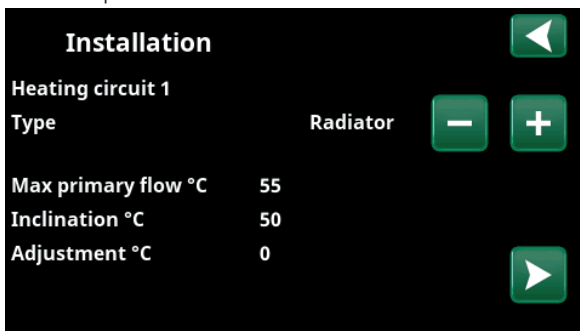 Installation
Heating circuit 1
Type Radiator
Max primary flow °C 55
Inclination °C 50
Adjustment °C 0